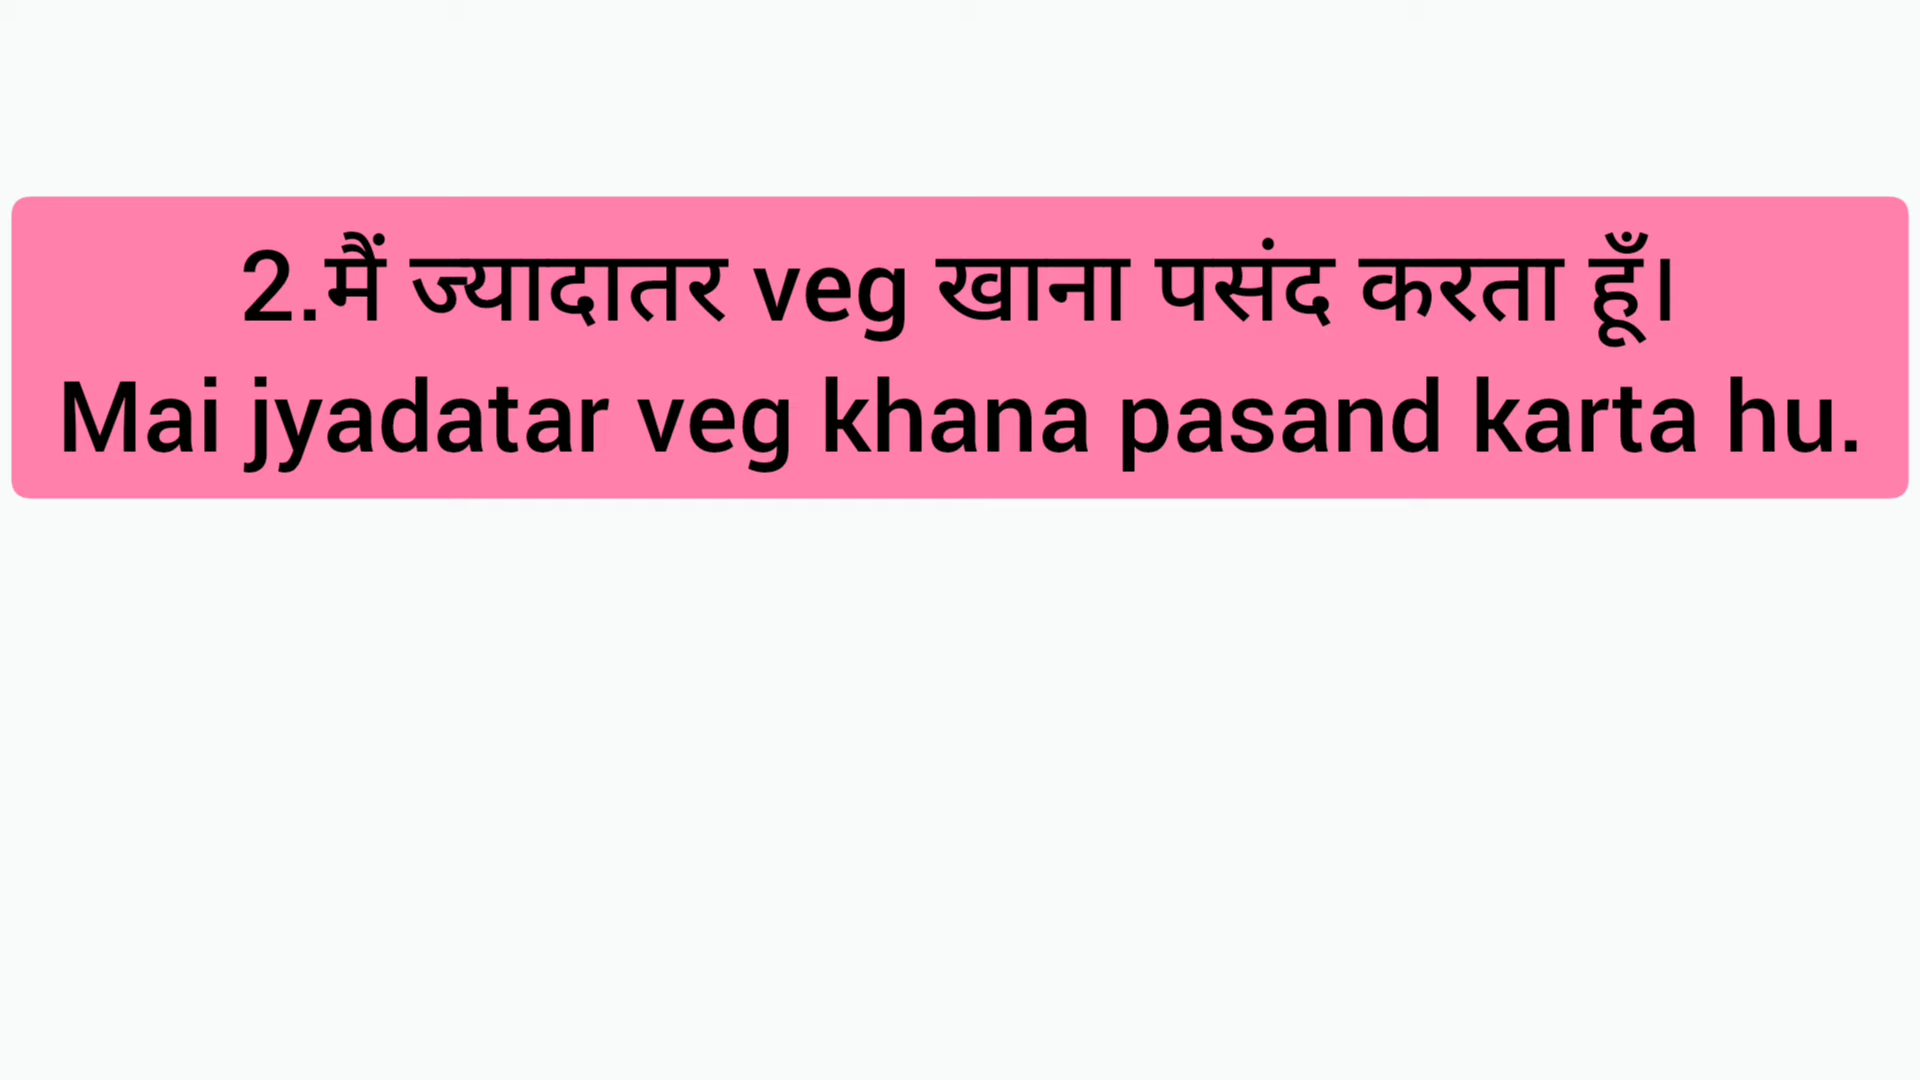 2.मैं ज्यादातर veg खाना पसंद करता हूँ।
Mai jyadatar veg khana pasand karta hu.